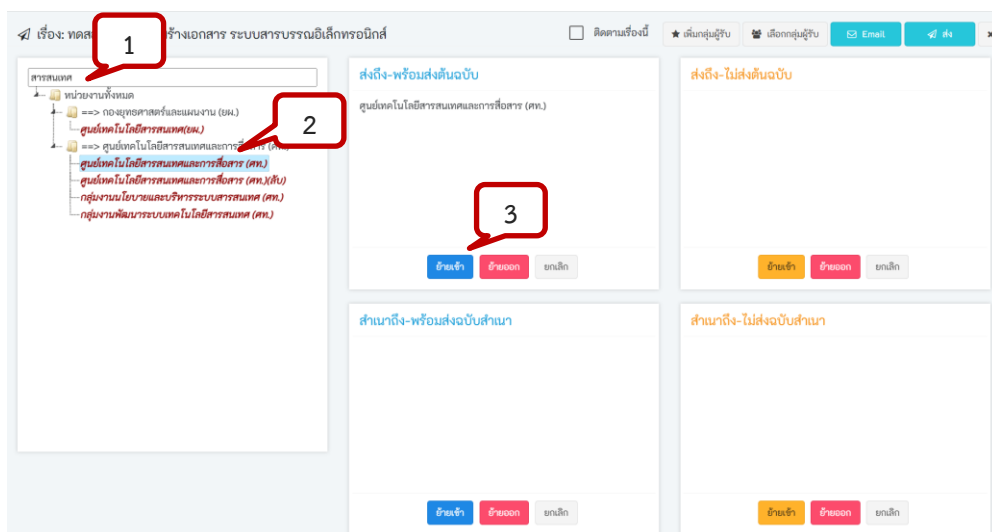 เรื่อง: ทดส
ร้างเอกสาร ระบบสารบรรณอิเล็กทรอนิกส์
ติดตามเรื่องนี้
เพิ่มกลุ่มผู้รับ
เลือกกลุ่มผู้รับ
Email
ส่ง
1
สารสนเทศ
หน่วยงานทั้งหมด
==> กองยุทธศาสตร์และแผนงาน (ยผ.)
ศูนย์เทคโนโลยีสารสนเทศ(ยผ.)
2
==> ศูนย์เทคโนโลยีสารสนเทศและการสื่อสาร
ศูนย์เทคโนโลยีสารสนเทศและการสื่อสาร (ศท.)
ศูนย์เทคโนโลยีสารสนเทศและการสื่อสาร (ศท.)(ลับ)
กลุ่มงานนโยบายและบริหารระบบสารสนเทศ (ศท.)
กลุ่มงานพัฒนาระบบเทคโนโลยีสารสนเทศ (ศท.)
ส่งถึง-พร้อมส่งต้นฉบับ
ศูนย์เทคโนโลยีสารสนเทศและการสื่อสาร (ศท.)
3
ย้ายเข้า ย้ายออก ยกเลิก
ส่งถึง-ไม่ส่งต้นฉบับ
ย้ายเข้า ย้ายออก ยกเลิก
สำเนาถึง-พร้อมส่งฉบับสำเนา
ย้ายเข้า ย้ายออก ยกเลิก
สำเนาถึง-ไม่ส่งฉบับสำเนา
ย้ายเข้า ย้ายออก ยกเลิก